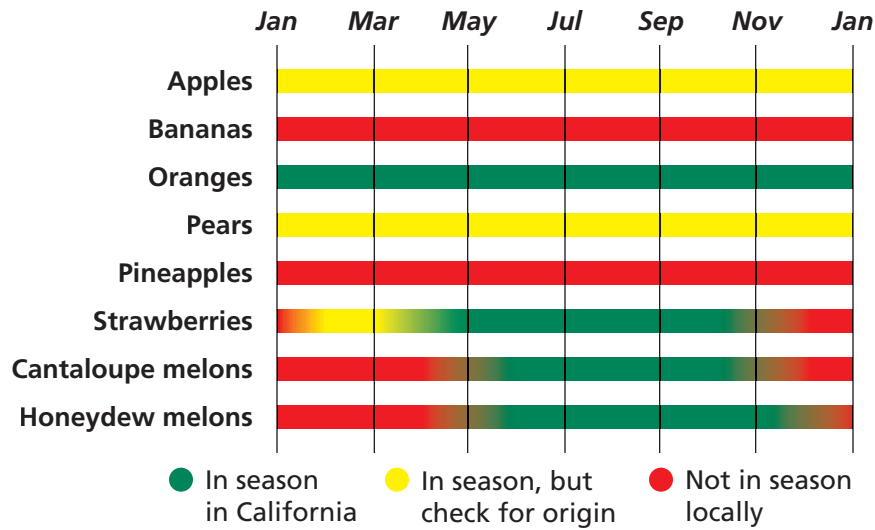 Jan Mar May Jul Sep Nov Jan
Apples
Bananas
Oranges
Pears
Pineapples
Strawberries
Cantaloupe melons
Honeydew melons
In season
in California
In season, but
check for origin
Not in season
locally